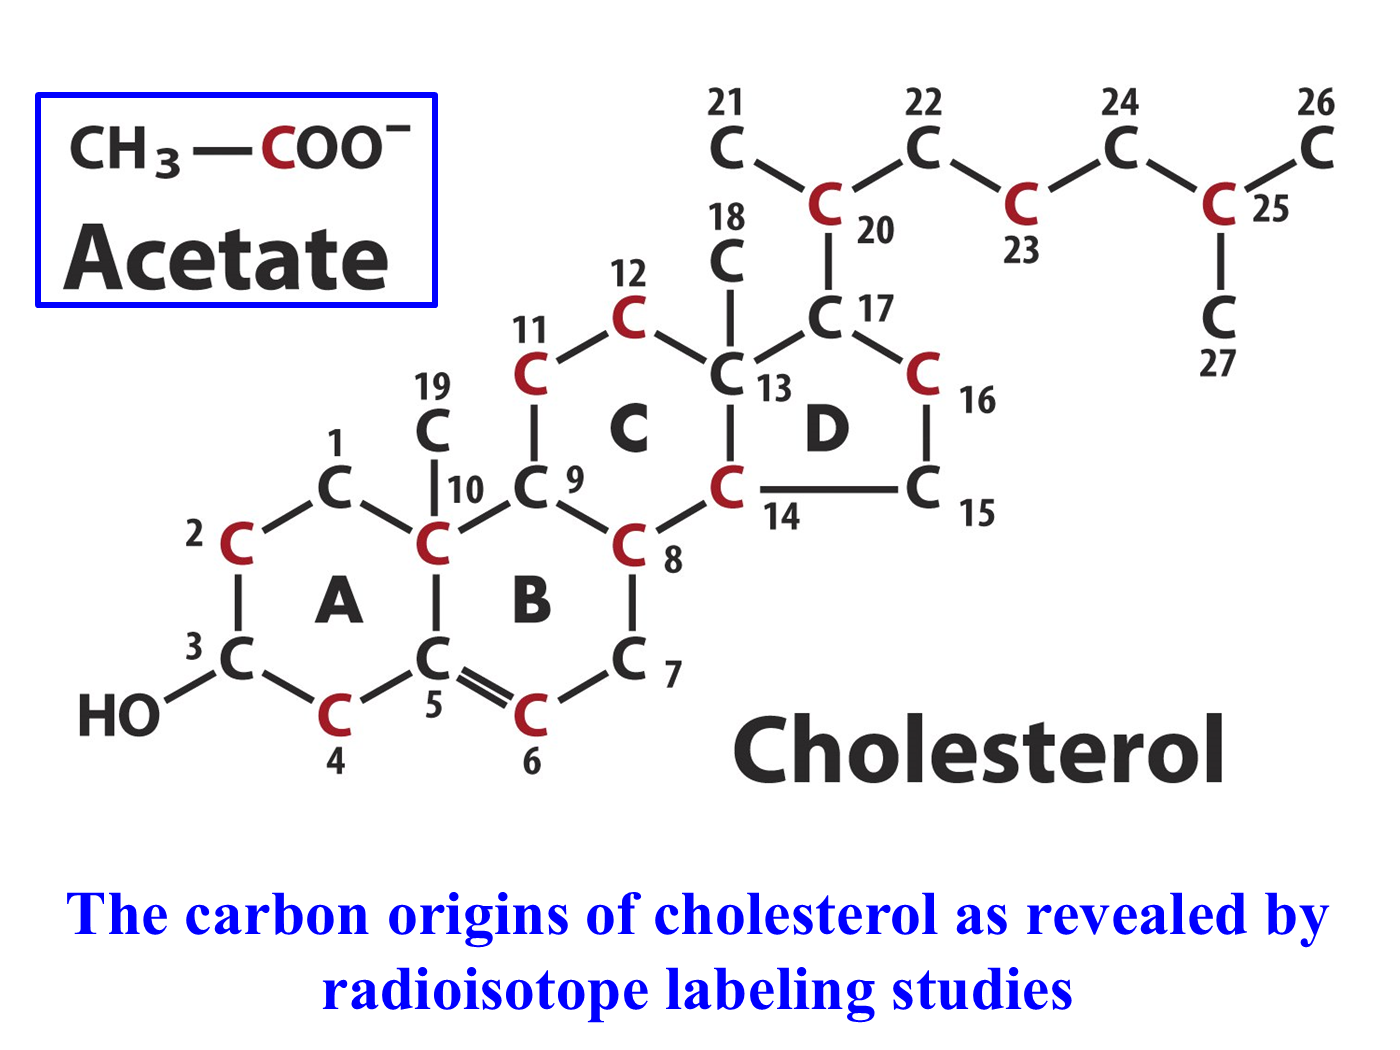 CH3—COO−
Acetate
21 22 24 26
C C C C
18 C C C 25
20 23
C
12 C 17 C
11 C C 27
C C 13 C 16
19
C C D
1
C 10 C 9 C C 15
14
2 C C C 8
A B
3 C C C 7
HO C 5 C
4 6
Cholesterol
The carbon origins of cholesterol as revealed by
radioisotope labeling studies